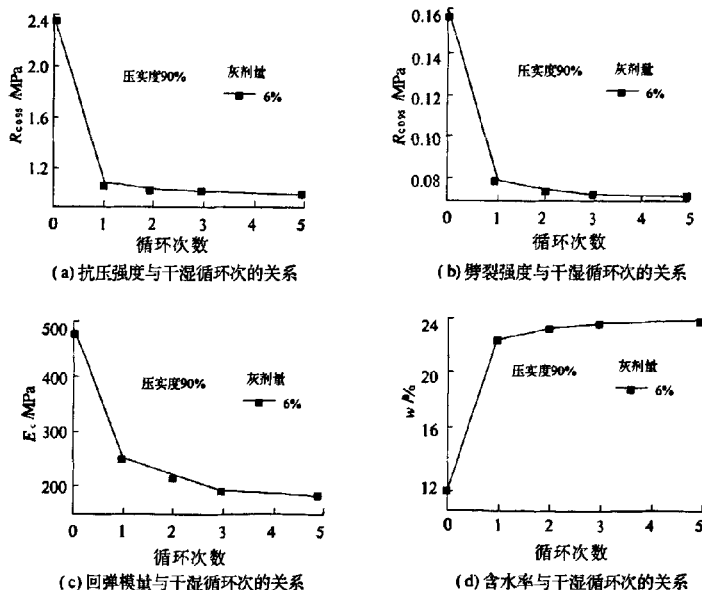 2.4
2.0
1.6
1.2
R_c0.95 /MPa
压实度90%
灰剂量
6%
0 1 2 3 4 5
循环次数
(a)抗压强度与干湿循环次的关系
0.16
0.14
0.12
0.10
0.08
R_c0.95 /MPa
压实度90%
灰剂量
6%
0 1 2 3 4 5
循环次数
(b)劈裂强度与干湿循环次的关系
500
400
300
200
E_c/MPa
压实度90%
灰剂量
6%
0 1 2 3 4 5
循环次数
(c)回弹模量与干湿循环次的关系
24
22
16
12
w /%
压实度90%
灰剂量
6%
0 1 2 3 4 5
循环次数
(d)含水率与干湿循环次的关系